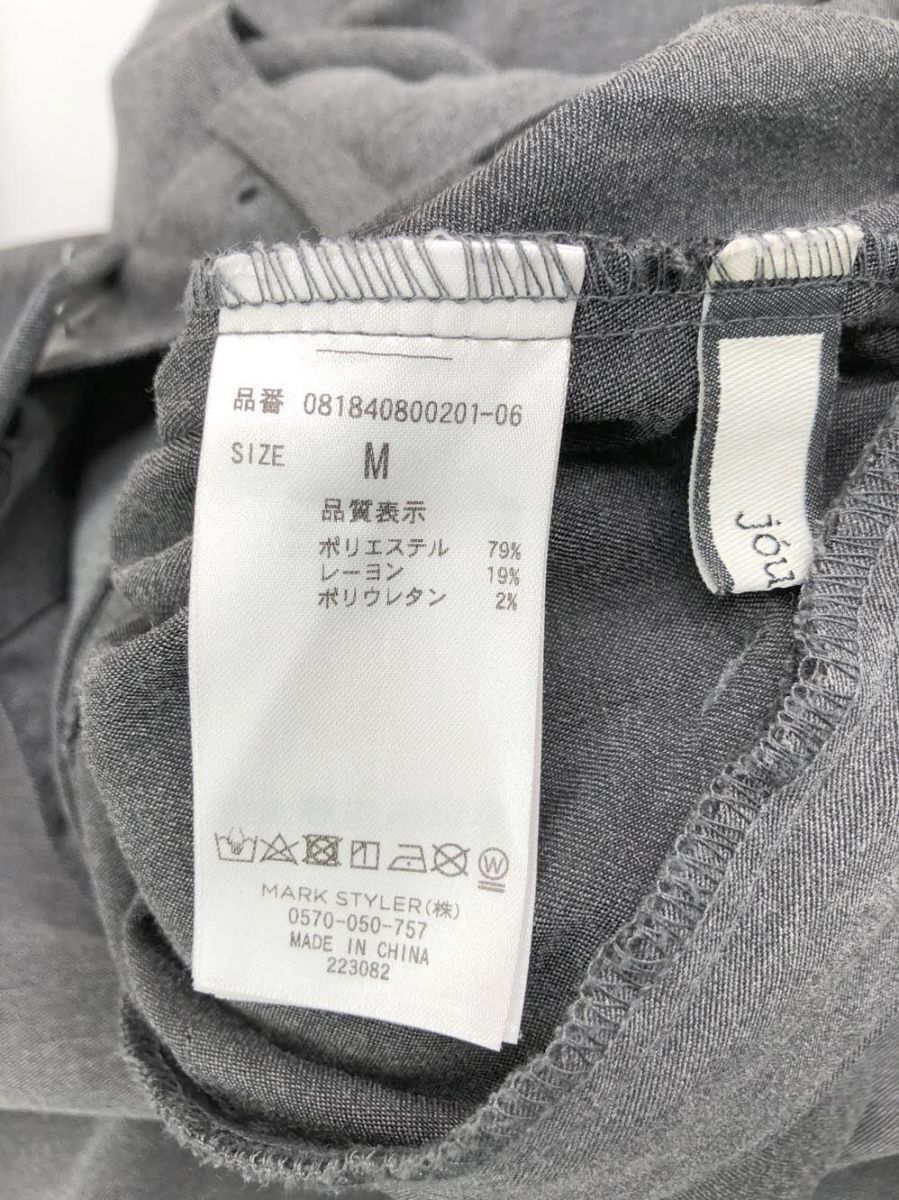 品番 081840800201-06
SIZE M
品質表示
ポリエステル 79%
レーヨン 19%
ポリウレタン 2%
W
MARK STYLER(株)
0570-050-757
MADE IN CHINA
223082